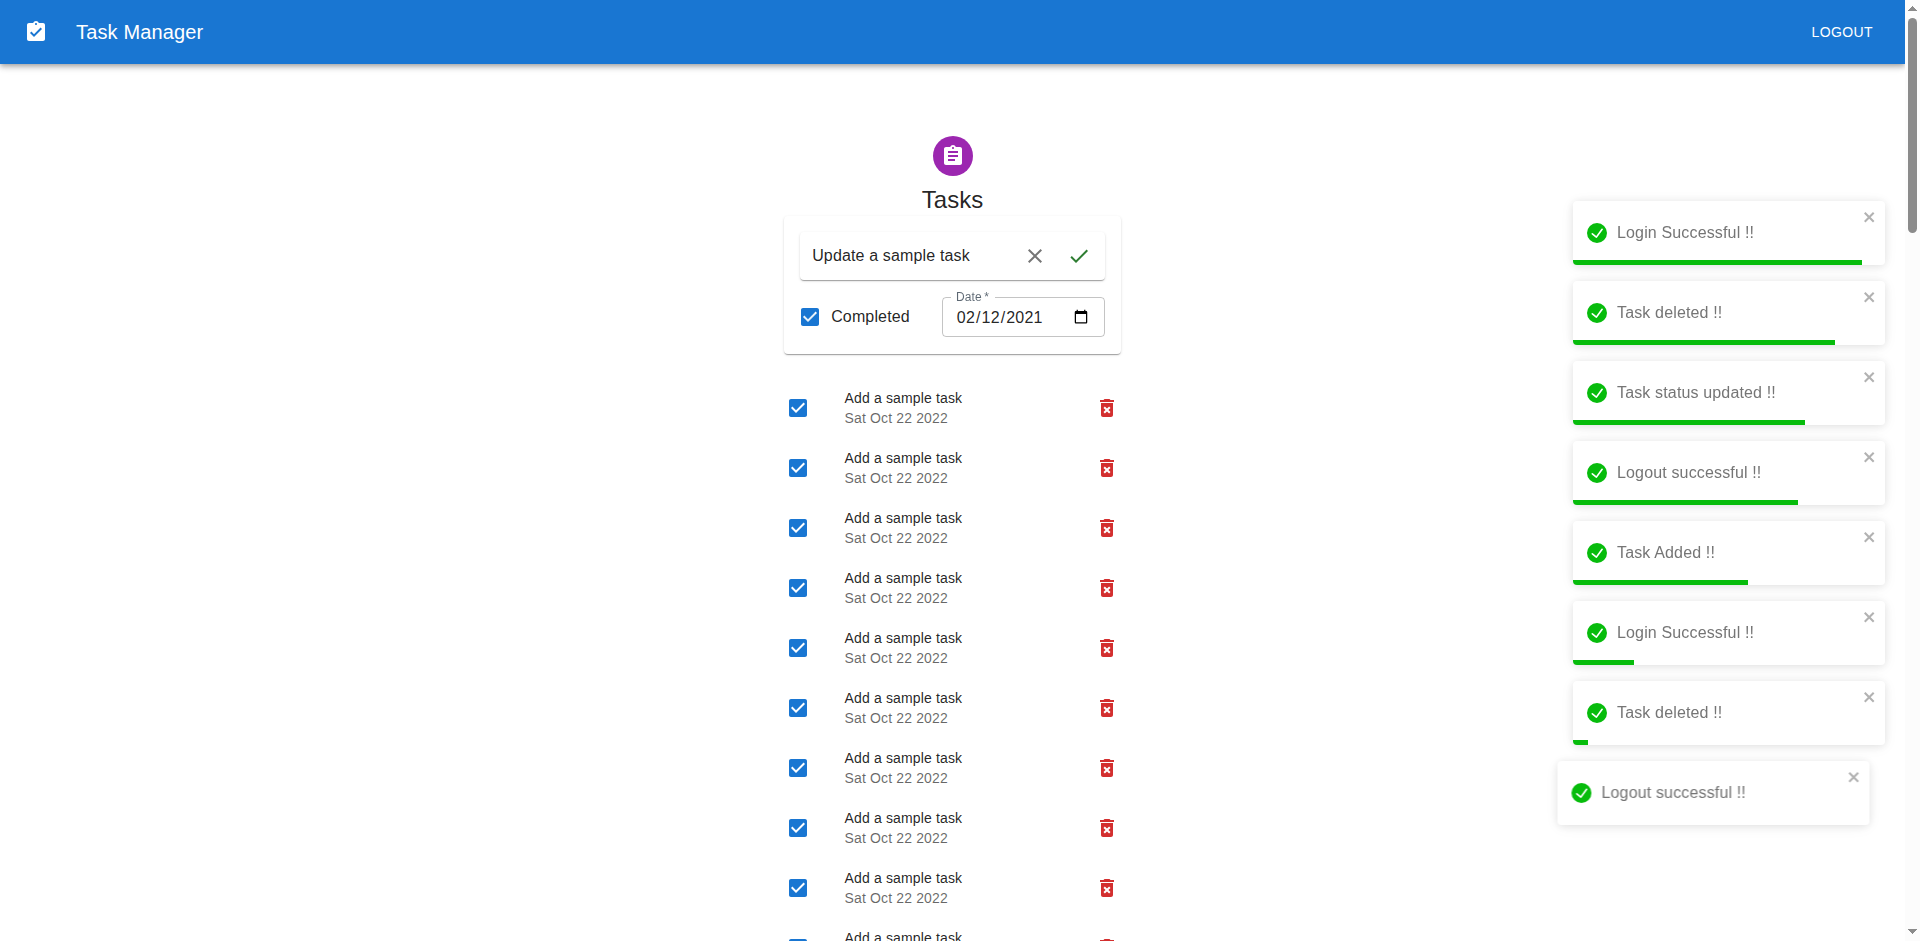 Task Manager
LOGOUT
Tasks
Update a sample task
Completed
Date *
02/12/2021
Add a sample task
Sat Oct 22 2022
Add a sample task
Sat Oct 22 2022
Add a sample task
Sat Oct 22 2022
Add a sample task
Sat Oct 22 2022
Add a sample task
Sat Oct 22 2022
Add a sample task
Sat Oct 22 2022
Add a sample task
Sat Oct 22 2022
Add a sample task
Sat Oct 22 2022
Add a sample task
Sat Oct 22 2022
Add a sample task
Login Successful !!
Task deleted !!
Task status updated !!
Logout successful !!
Task Added !!
Login Successful !!
Task deleted !!
Logout successful !!